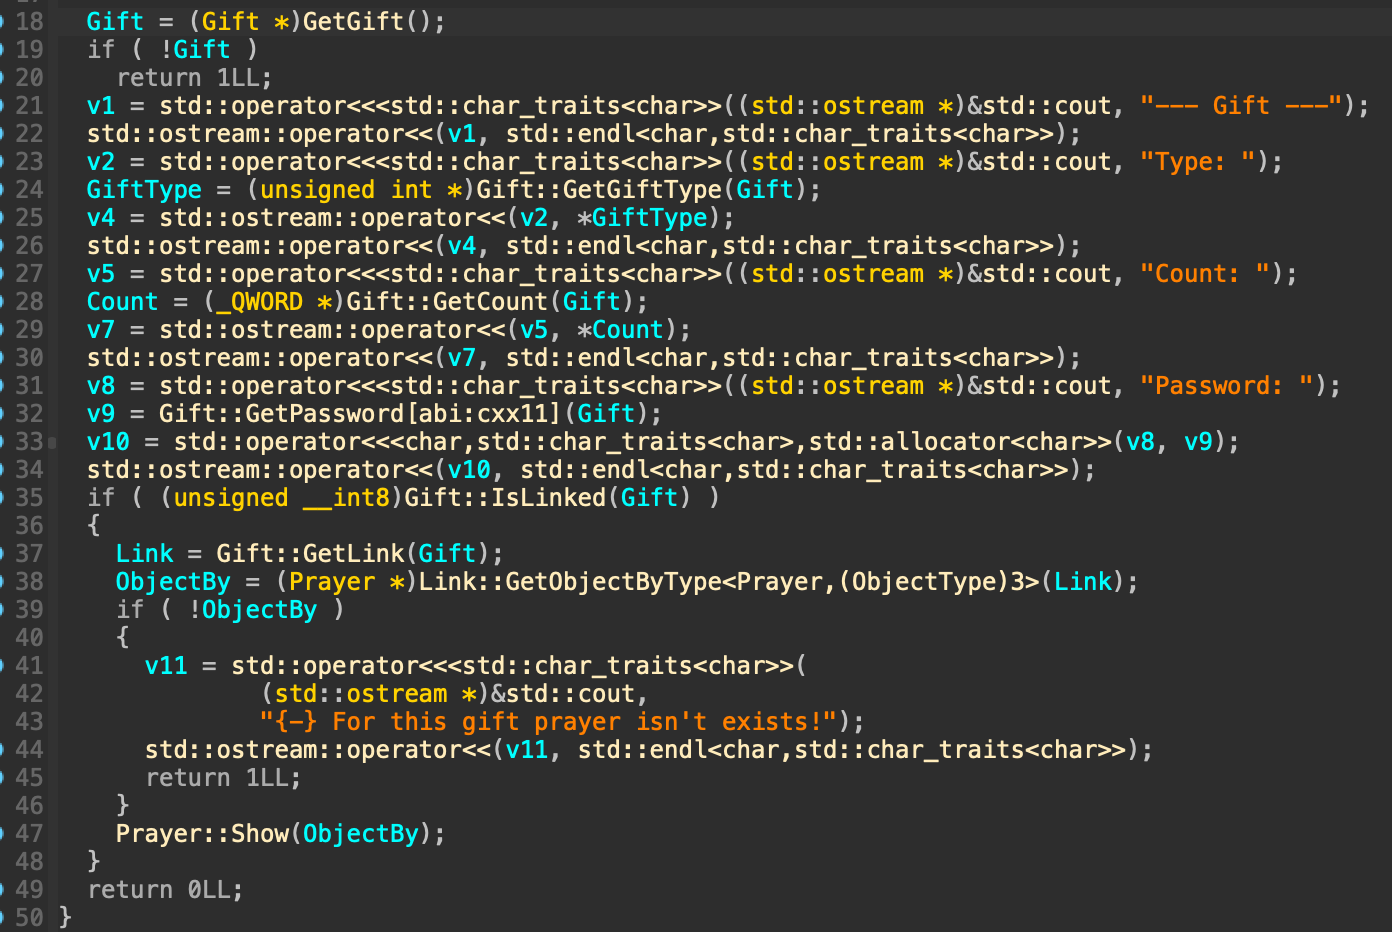 18 Gift = (Gift *)GetGift();
19 if ( !Gift )
20 return 1LL;
21 v1 = std::operator<<<std::char_traits<char>>((std::ostream *)&std::cout, "--- Gift ---");
22 std::ostream::operator<<(v1, std::endl<char,std::char_traits<char>>);
23 v2 = std::operator<<<std::char_traits<char>>((std::ostream *)&std::cout, "Type: ");
24 GiftType = (unsigned int *)Gift::GetGiftType(Gift);
25 v4 = std::ostream::operator<<(v2, *GiftType);
26 std::ostream::operator<<(v4, std::endl<char,std::char_traits<char>>);
27 v5 = std::operator<<<std::char_traits<char>>((std::ostream *)&std::cout, "Count: ");
28 Count = (_QWORD *)Gift::GetCount(Gift);
29 v7 = std::ostream::operator<<(v5, *Count);
30 std::ostream::operator<<(v7, std::endl<char,std::char_traits<char>>);
31 v8 = std::operator<<<std::char_traits<char>>((std::ostream *)&std::cout, "Password: ");
32 v9 = Gift::GetPassword[abi:cxx11](Gift);
33 v10 = std::operator<<<char,std::char_traits<char>,std::allocator<char>>(v8, v9);
34 std::ostream::operator<<(v10, std::endl<char,std::char_traits<char>>);
35 if ( (unsigned __int8)Gift::IsLinked(Gift) )
36 {
37 Link = Gift::GetLink(Gift);
38 ObjectBy = (Prayer *)Link::GetObjectByType<Prayer,(ObjectType)3>(Link);
39 if ( !ObjectBy )
40 {
41 v11 = std::operator<<<std::char_traits<char>>(
42 (std::ostream *)&std::cout,
43 "{-} For this gift prayer isn't exists!");
44 std::ostream::operator<<(v11, std::endl<char,std::char_traits<char>>);
45 return 1LL;
46 }
47 Prayer::Show(ObjectBy);
48 }
49 return 0LL;
50 }